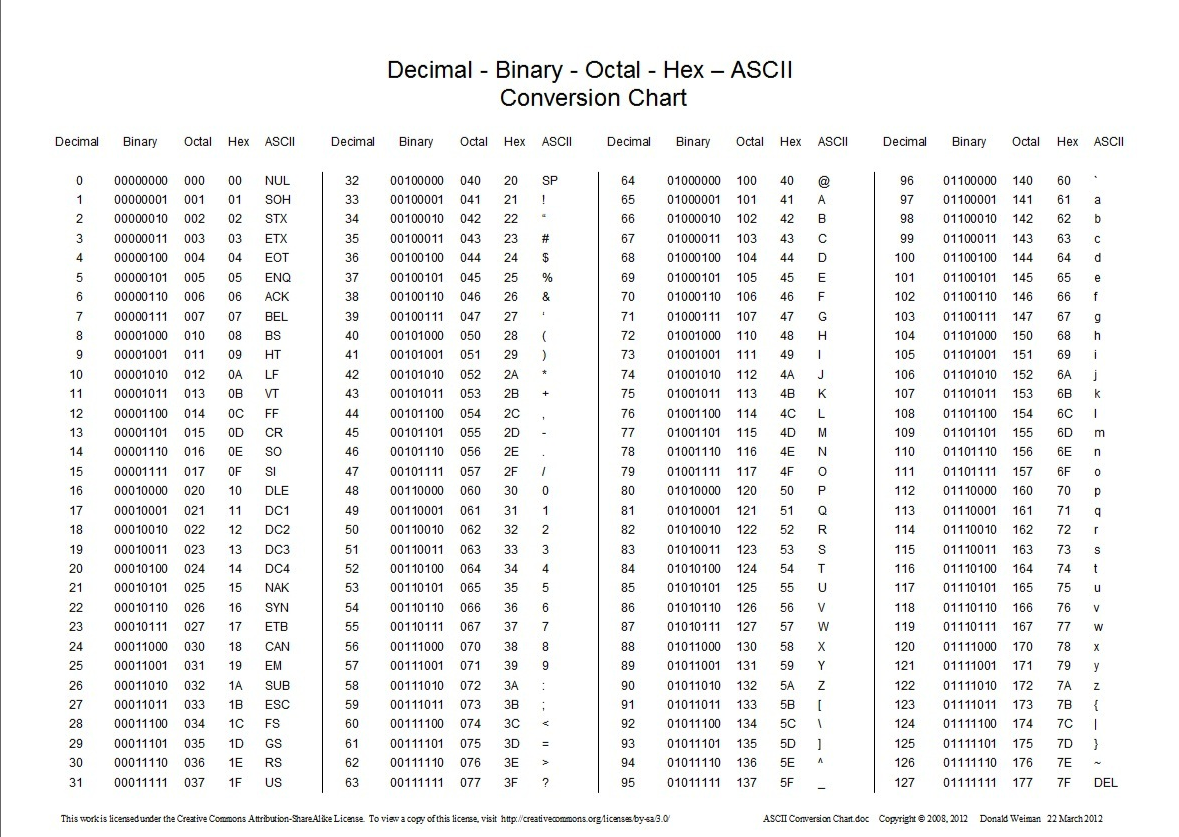 Decimal - Binary - Octal - Hex – ASCII
Conversion Chart
Decimal Binary Octal Hex ASCII Decimal Binary Octal Hex ASCII Decimal Binary Octal Hex ASCII Decimal Binary Octal Hex ASCII
0 00000000 000 00 NUL 32 00100000 040 20 SP 64 01000000 100 40 @ 96 01100000 140 60 `
1 00000001 001 01 SOH 33 00100001 041 21 ! 65 01000001 101 41 A 97 01100001 141 61 a
2 00000010 002 02 STX 34 00100010 042 22 “ 66 01000010 102 42 B 98 01100010 142 62 b
3 00000011 003 03 ETX 35 00100011 043 23 # 67 01000011 103 43 C 99 01100011 143 63 c
4 00000100 004 04 EOT 36 00100100 044 24 $ 68 01000100 104 44 D 100 01100100 144 64 d
5 00000101 005 05 ENQ 37 00100101 045 25 % 69 01000101 105 45 E 101 01100101 145 65 e
6 00000110 006 06 ACK 38 00100110 046 26 & 70 01000110 106 46 F 102 01100110 146 66 f
7 00000111 007 07 BEL 39 00100111 047 27 ‘ 71 01000111 107 47 G 103 01100111 147 67 g
8 00001000 010 08 BS 40 00101000 050 28 ( 72 01001000 110 48 H 104 01101000 150 68 h
9 00001001 011 09 HT 41 00101001 051 29 ) 73 01001001 111 49 I 105 01101001 151 69 i
10 00001010 012 0A LF 42 00101010 052 2A * 74 01001010 112 4A J 106 01101010 152 6A j
11 00001011 013 0B VT 43 00101011 053 2B + 75 01001011 113 4B K 107 01101011 153 6B k
12 00001100 014 0C FF 44 00101100 054 2C , 76 01001100 114 4C L 108 01101100 154 6C l
13 00001101 015 0D CR 45 00101101 055 2D - 77 01001101 115 4D M 109 01101101 155 6D m
14 00001110 016 0E SO 46 00101110 056 2E . 78 01001110 116 4E N 110 01101110 156 6E n
15 00001111 017 0F SI 47 00101111 057 2F / 79 01001111 117 4F O 111 01101111 157 6F o
16 00010000 020 10 DLE 48 00110000 060 30 0 80 01010000 120 50 P 112 01110000 160 70 p
17 00010001 021 11 DC1 49 00110001 061 31 1 81 01010001 121 51 Q 113 01110001 161 71 q
18 00010010 022 12 DC2 50 00110010 062 32 2 82 01010010 122 52 R 114 01110010 162 72 r
19 00010011 023 13 DC3 51 00110011 063 33 3 83 01010011 123 53 S 115 01110011 163 73 s
20 00010100 024 14 DC4 52 00110100 064 34 4 84 01010100 124 54 T 116 01110100 164 74 t
21 00010101 025 15 NAK 53 00110101 065 35 5 85 01010101 125 55 U 117 01110101 165 75 u
22 00010110 026 16 SYN 54 00110110 066 36 6 86 01010110 126 56 V 118 01110110 166 76 v
23 00010111 027 17 ETB 55 00110111 067 37 7 87 01010111 127 57 W 119 01110111 167 77 w
24 00011000 030 18 CAN 56 00111000 070 38 8 88 01011000 130 58 X 120 01111000 170 78 x
25 00011001 031 19 EM 57 00111001 071 39 9 89 01011001 131 59 Y 121 01111001 171 79 y
26 00011010 032 1A SUB 58 00111010 072 3A : 90 01011010 132 5A Z 122 01111010 172 7A z
27 00011011 033 1B ESC 59 00111011 073 3B ; 91 01011011 133 5B [ 123 01111011 173 7B {
28 00011100 034 1C FS 60 00111100 074 3C < 92 01011100 134 5C \ 124 01111100 174 7C |
29 00011101 035 1D GS 61 00111101 075 3D = 93 01011101 135 5D ] 125 01111101 175 7D }
30 00011110 036 1E RS 62 00111110 076 3E > 94 01011110 136 5E ^ 126 01111110 176 7E ~
31 00011111 037 1F US 63 00111111 077 3F ? 95 01011111 137 5F _ 127 01111111 177 7F DEL
This work is licensed under the Creative Commons Attribution-ShareAlike License. To view a copy of this license, visit http://creativecommons.org/licenses/by-sa/3.0/ ASCII Conversion Chart.doc Copyright © 2008, 2012 Donald Weiman 22 March 2012